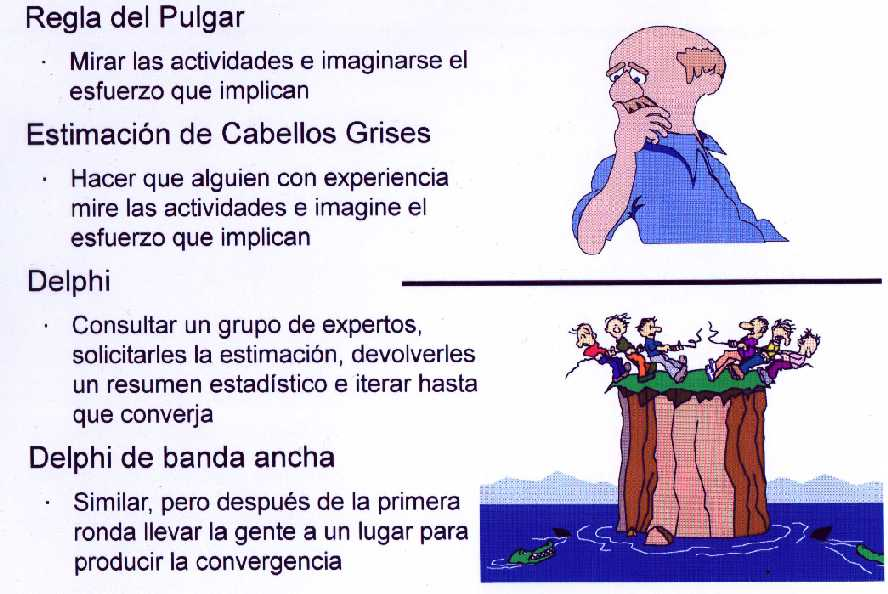 Regla del Pulgar
· Mirar las actividades e imaginarse el
esfuerzo que implican
Estimación de Cabellos Grises
· Hacer que alguien con experiencia
mire las actividades e imagine el
esfuerzo que implican
Delphi
· Consultar un grupo de expertos,
solicitarles la estimación, devolverles
un resumen estadístico e iterar hasta
que converja
Delphi de banda ancha
· Similar, pero después de la primera
ronda llevar la gente a un lugar para
producir la convergencia